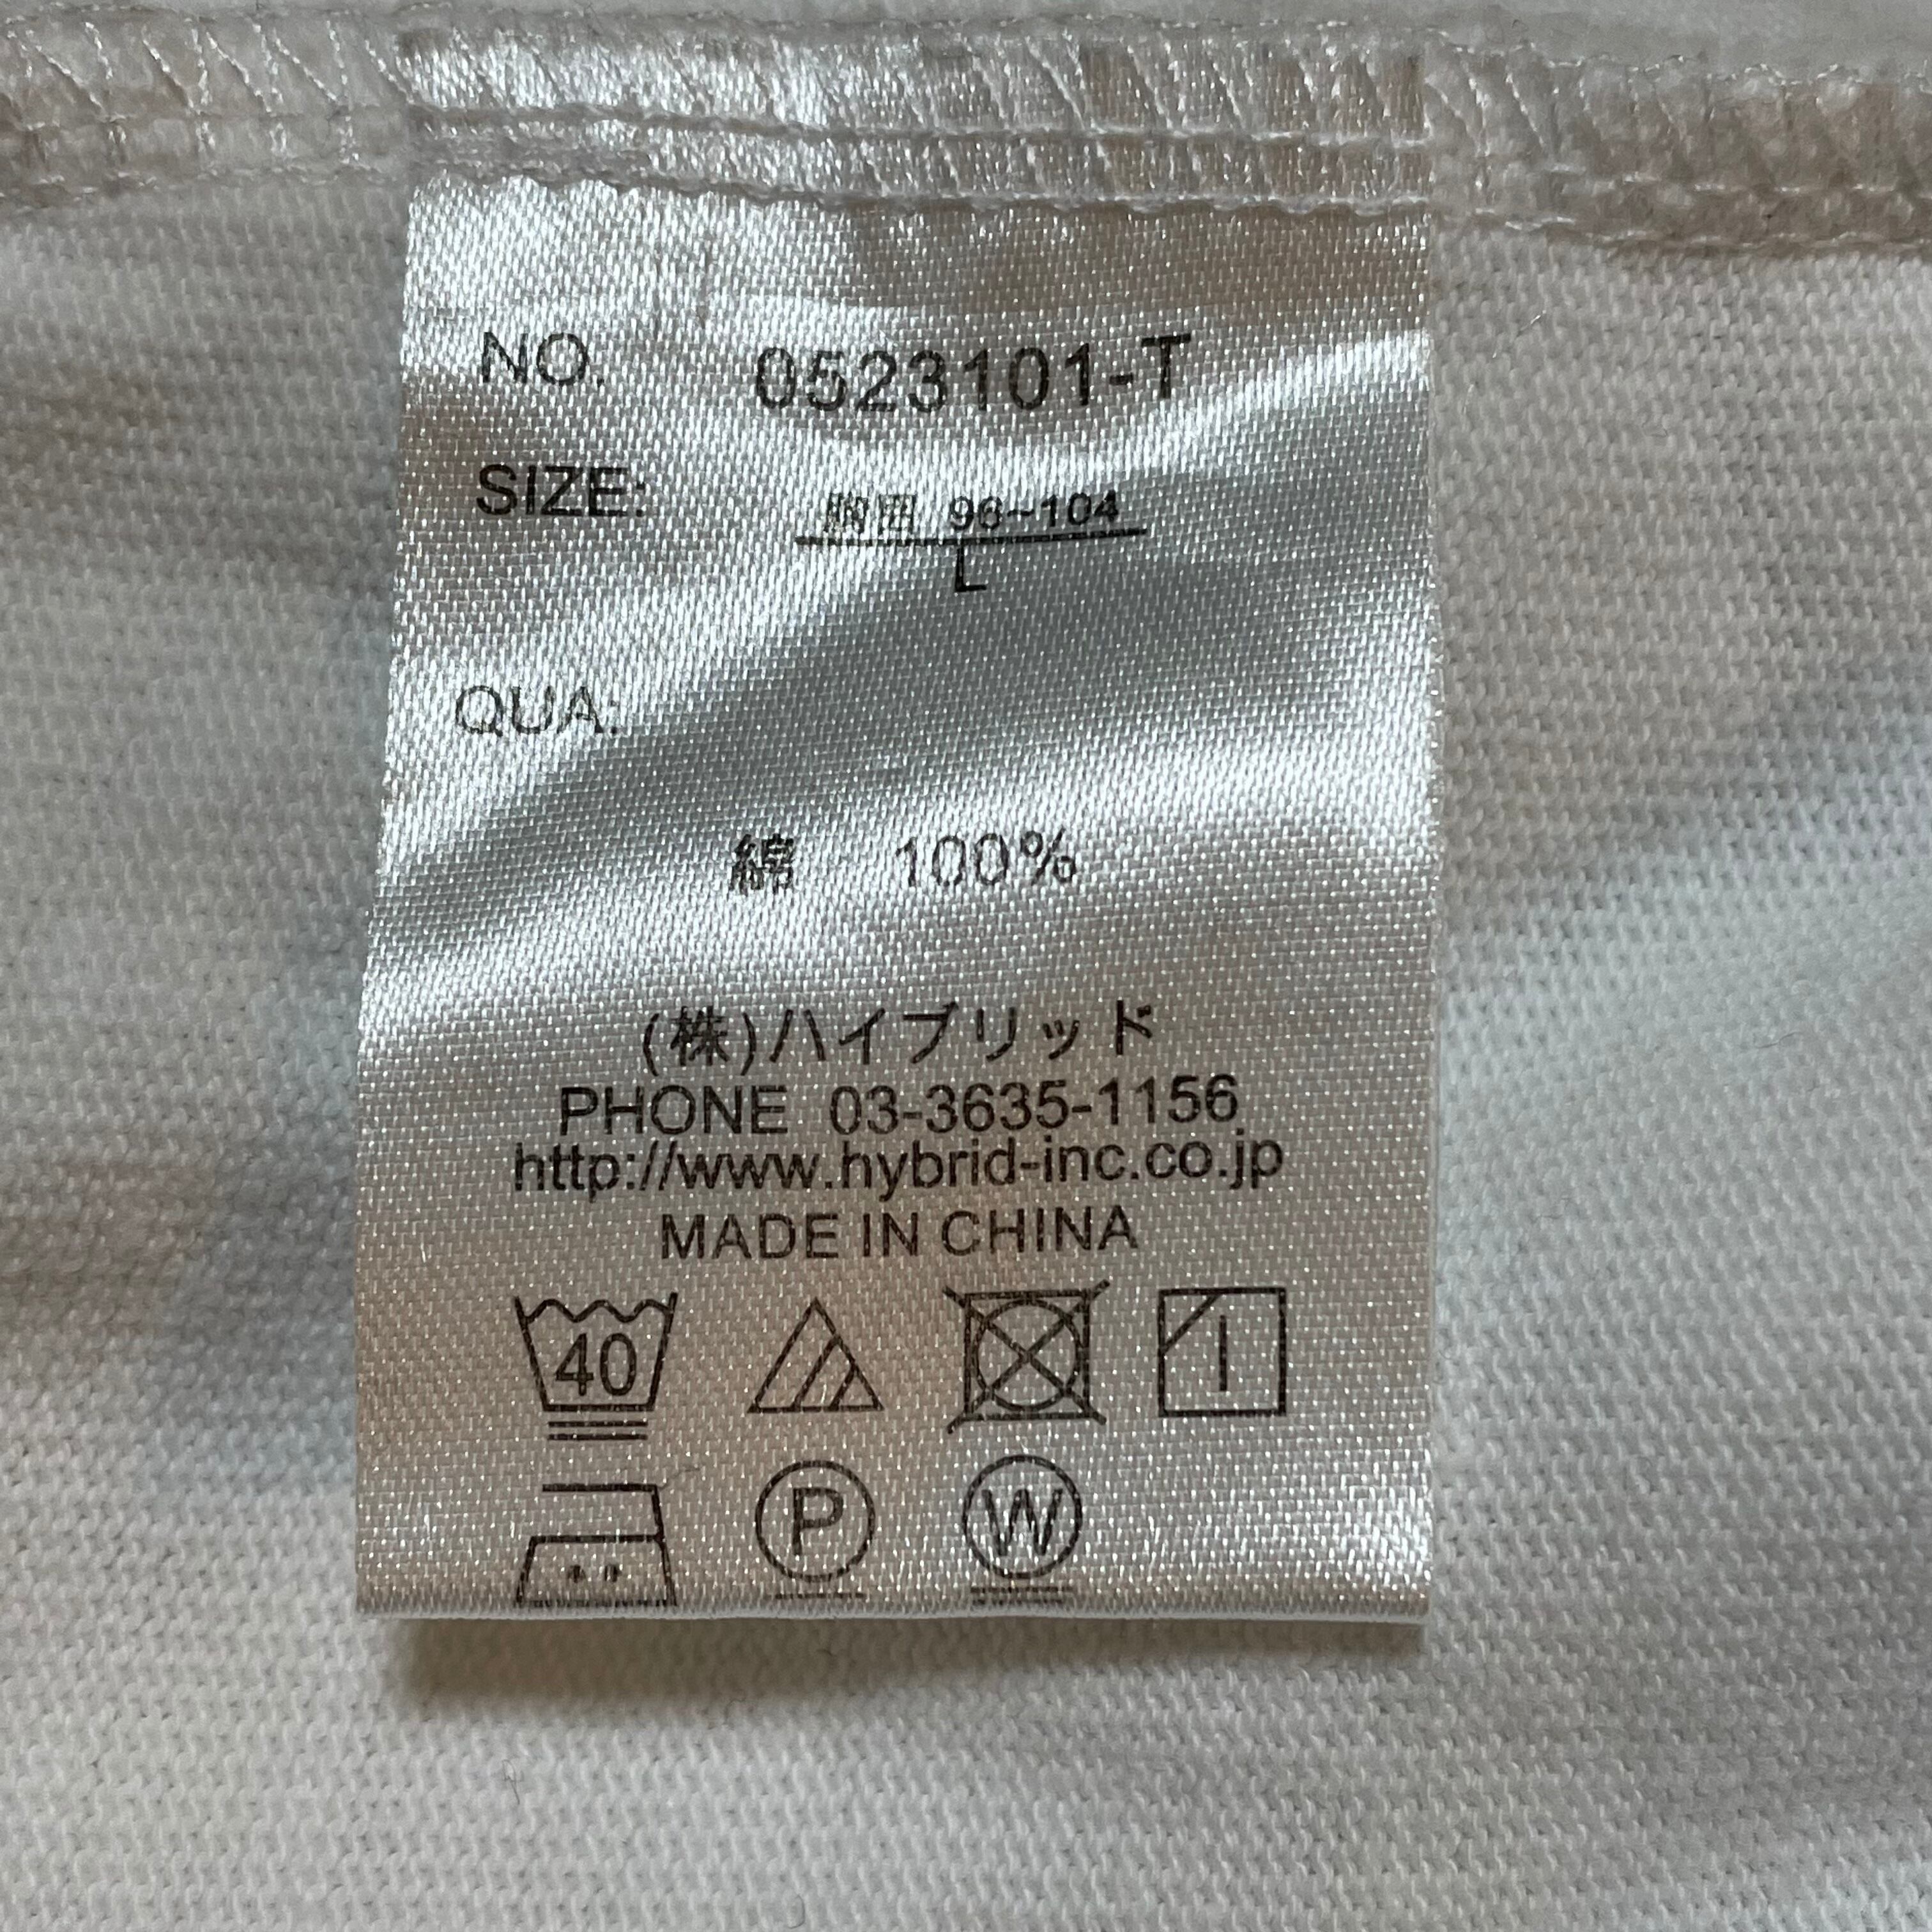 NO. 0523101-T
SIZE: 胸囲 96~104
L
QUA:
綿 100%
(株)ハイブリッド
PHONE 03-3635-1156
http://www.hybrid-inc.co.jp
MADE IN CHINA
40
P W